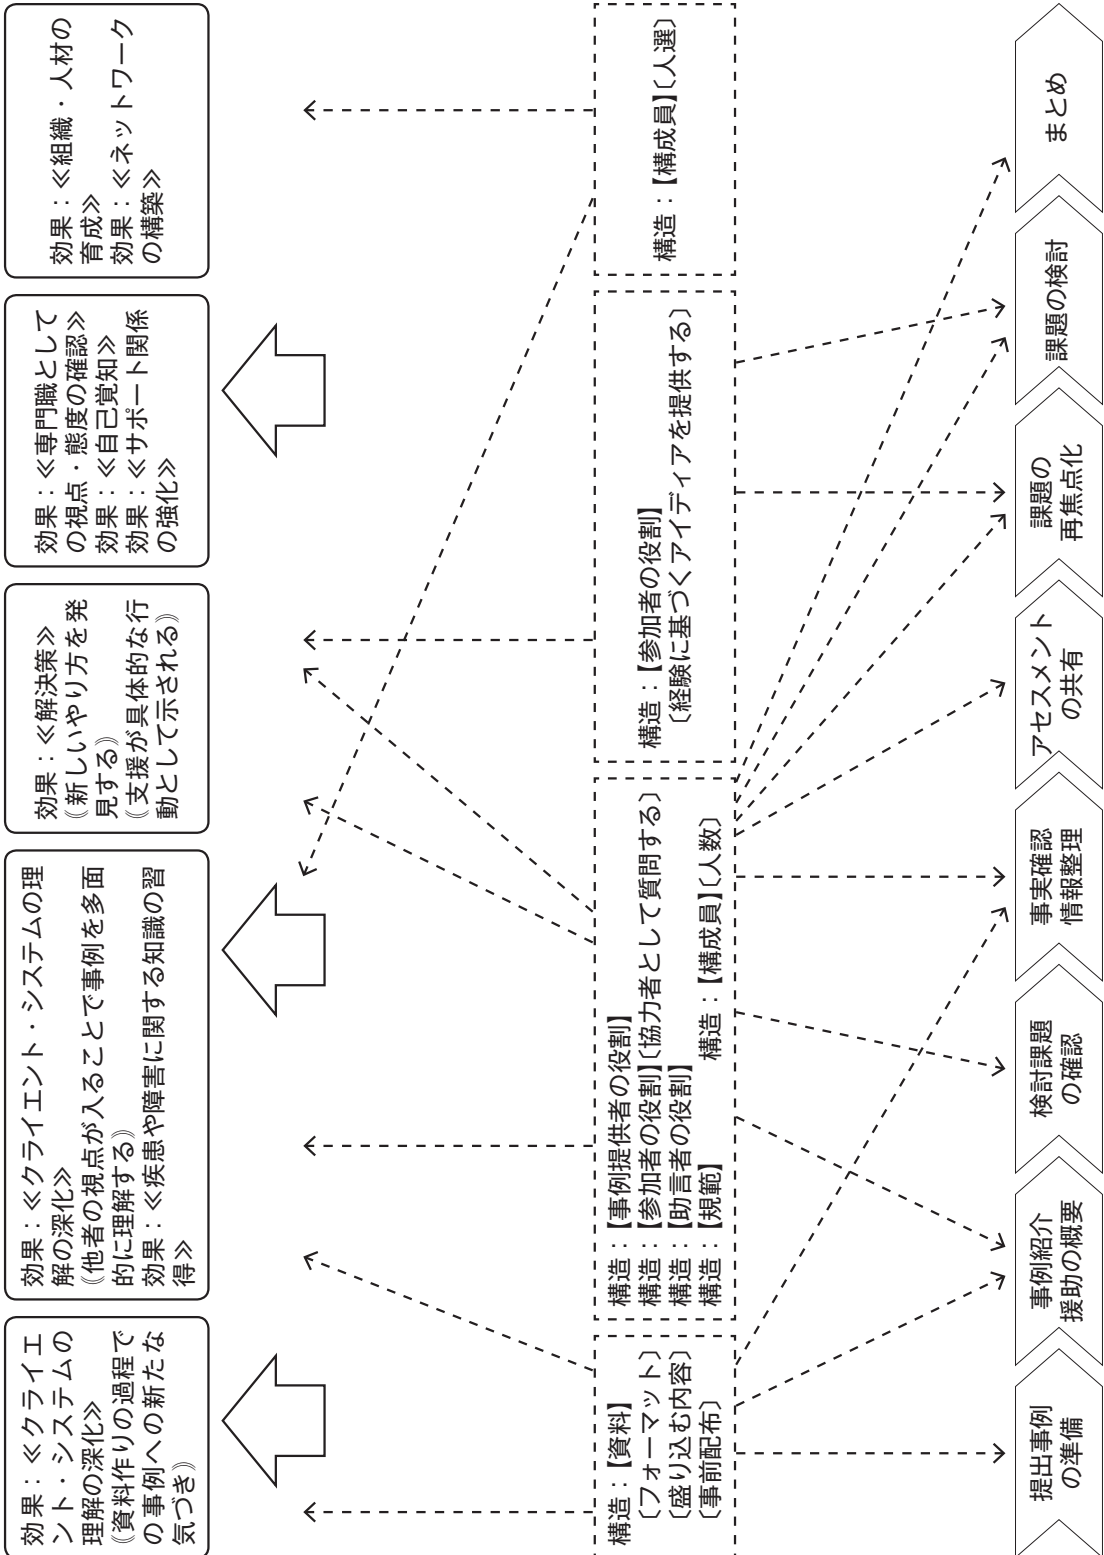 効果：≪クライエ
ント・システムの
理解の深化≫
《資料作りの過程で
の事例への新たな
気づき》
効果：≪クライエント・システムの理
解の深化≫
《他者の視点が入ることで事例を多面
的に理解する》
効果：≪疾患や障害に関する知識の習
得≫
効果：≪解決策≫
《新しいやり方を発
見する》
《支援が具体的な行
動として示される》
効果：≪専門職として
の視点・態度の確認≫
効果：≪自己覚知≫
効果：≪サポート関係
の強化≫
効果：≪組織・人材の
育成≫
効果：≪ネットワーク
の構築≫
構造：【資料】
〔フォーマット〕
〔盛り込む内容〕
〔事前配布〕
構造：【事例提供者の役割】
構造：【参加者の役割】〔協力者として質問する〕
構造：【助言者の役割】
構造：【規範】 構造：【構成員】〔人数〕
構造：【参加者の役割】
〔経験に基づくアイディアを提供する〕
構造：【構成員】〔人選〕
提出事例
の準備
事例紹介
援助の概要
検討課題
の確認
事実確認
情報整理
アセスメント
の共有
課題の
再焦点化
課題の検討
まとめ